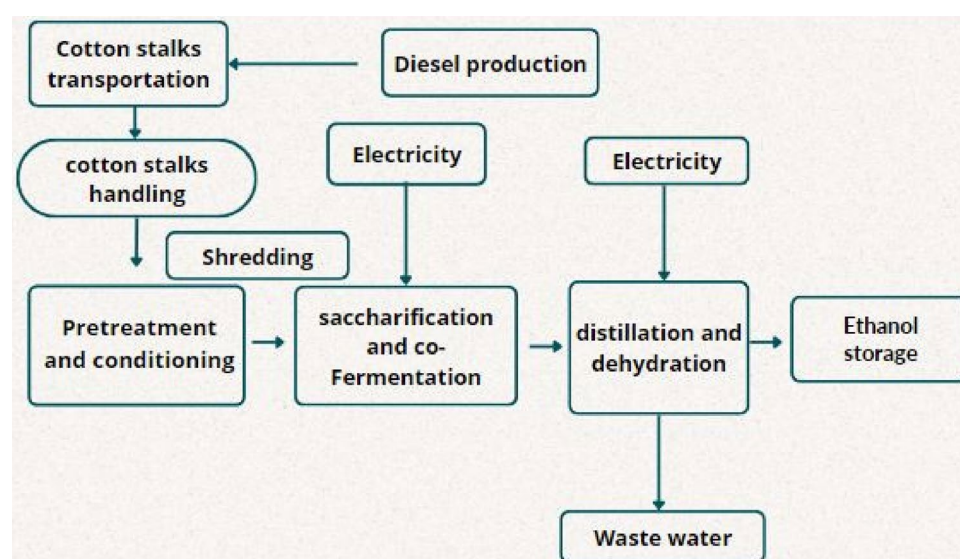 Cotton stalks
transportation
Diesel production
cotton stalks
handling
Electricity
Electricity
Shredding
Pretreatment
and conditioning
saccharification
and co-
Fermentation
distillation and
dehydration
Ethanol
storage
Waste water